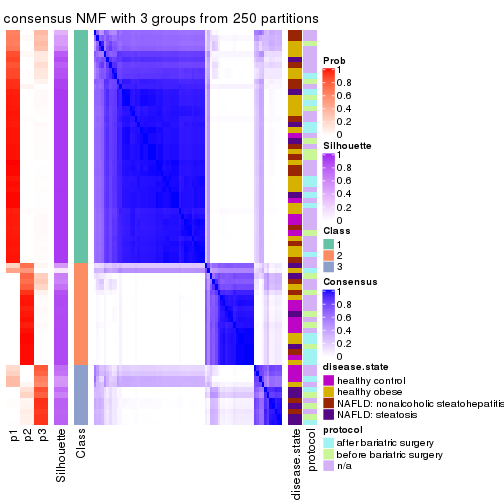 consensus NMF with 3 groups from 250 partitions
Prob
1
0.8
0.6
0.4
0.2
0
Silhouette
1
0.8
0.6
0.4
0.2
0
Class
1
2
3
Consensus
1
0.8
0.6
0.4
0.2
0
disease.state
healthy control
healthy obese
NAFLD: nonalcoholic steatohepatitis
NAFLD: steatosis
protocol
after bariatric surgery
before bariatric surgery
n/a
p1
p2
p3
Silhouette
Class
disease.state
protocol